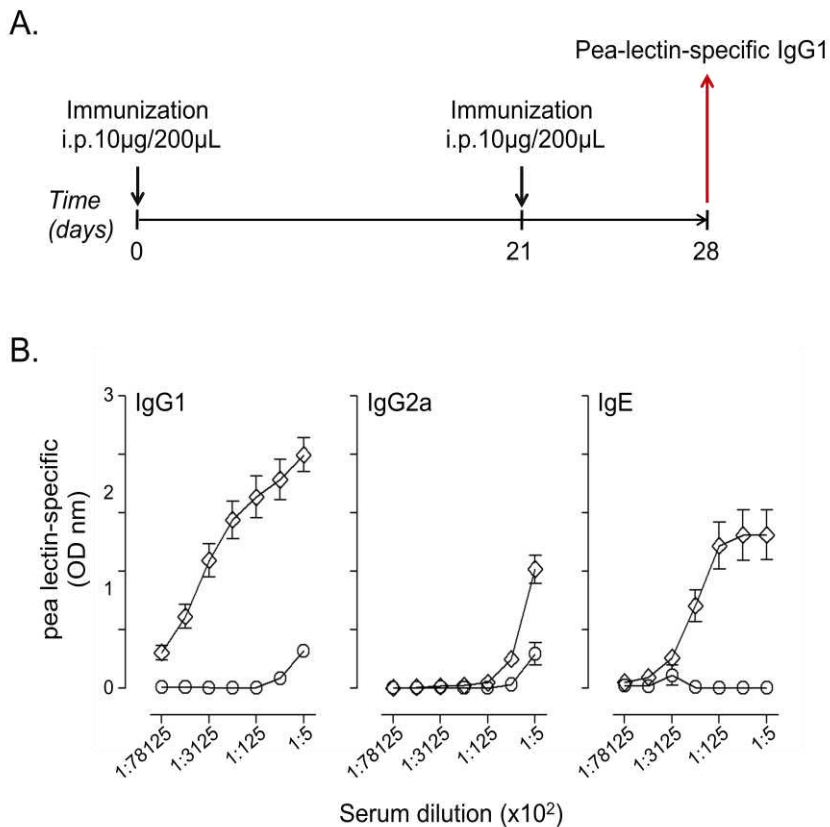 A.
Pea-lectin-specific IgG1
Immunization
i.p.10µg/200µL
Immunization
i.p.10µg/200µL
Time
(days)
0
21
28
B.
IgG1
IgG2a
IgE
pea lectin-specific
(OD nm)
3
2
1
0
1:78125
1:3125
1:125
1:5
1:78125
1:3125
1:125
1:5
1:78125
1:3125
1:125
1:5
Serum dilution (x10²)